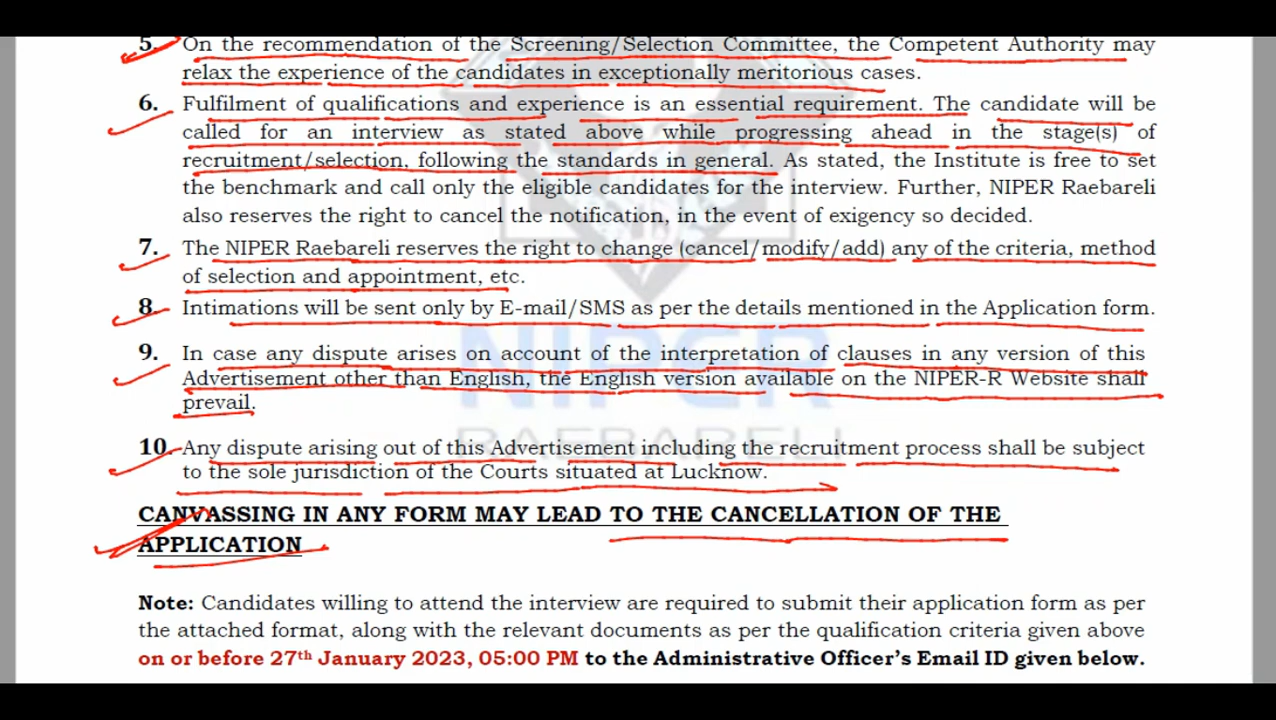 5. On the recommendation of the Screening/Selection Committee, the Competent Authority may
relax the experience of the candidates in exceptionally meritorious cases.
6. Fulfilment of qualifications and experience is an essential requirement. The candidate will be
called for an interview as stated above while progressing ahead in the stage(s) of
recruitment/selection, following the standards in general. As stated, the Institute is free to set
the benchmark and call only the eligible candidates for the interview. Further, NIPER Raebareli
also reserves the right to cancel the notification, in the event of exigency so decided.
7. The NIPER Raebareli reserves the right to change (cancel/modify/add) any of the criteria, method
of selection and appointment, etc.
8. Intimations will be sent only by E-mail/SMS as per the details mentioned in the Application form.
9. In case any dispute arises on account of the interpretation of clauses in any version of this
Advertisement other than English, the English version available on the NIPER-R Website shall
prevail.
NIPER
RAEBARELI
10. Any dispute arising out of this Advertisement including the recruitment process shall be subject
to the sole jurisdiction of the Courts situated at Lucknow.
CANVASSING IN ANY FORM MAY LEAD TO THE CANCELLATION OF THE
APPLICATION
Note: Candidates willing to attend the interview are required to submit their application form as per
the attached format, along with the relevant documents as per the qualification criteria given above
on or before 27th January 2023, 05:00 PM to the Administrative Officer's Email ID given below.